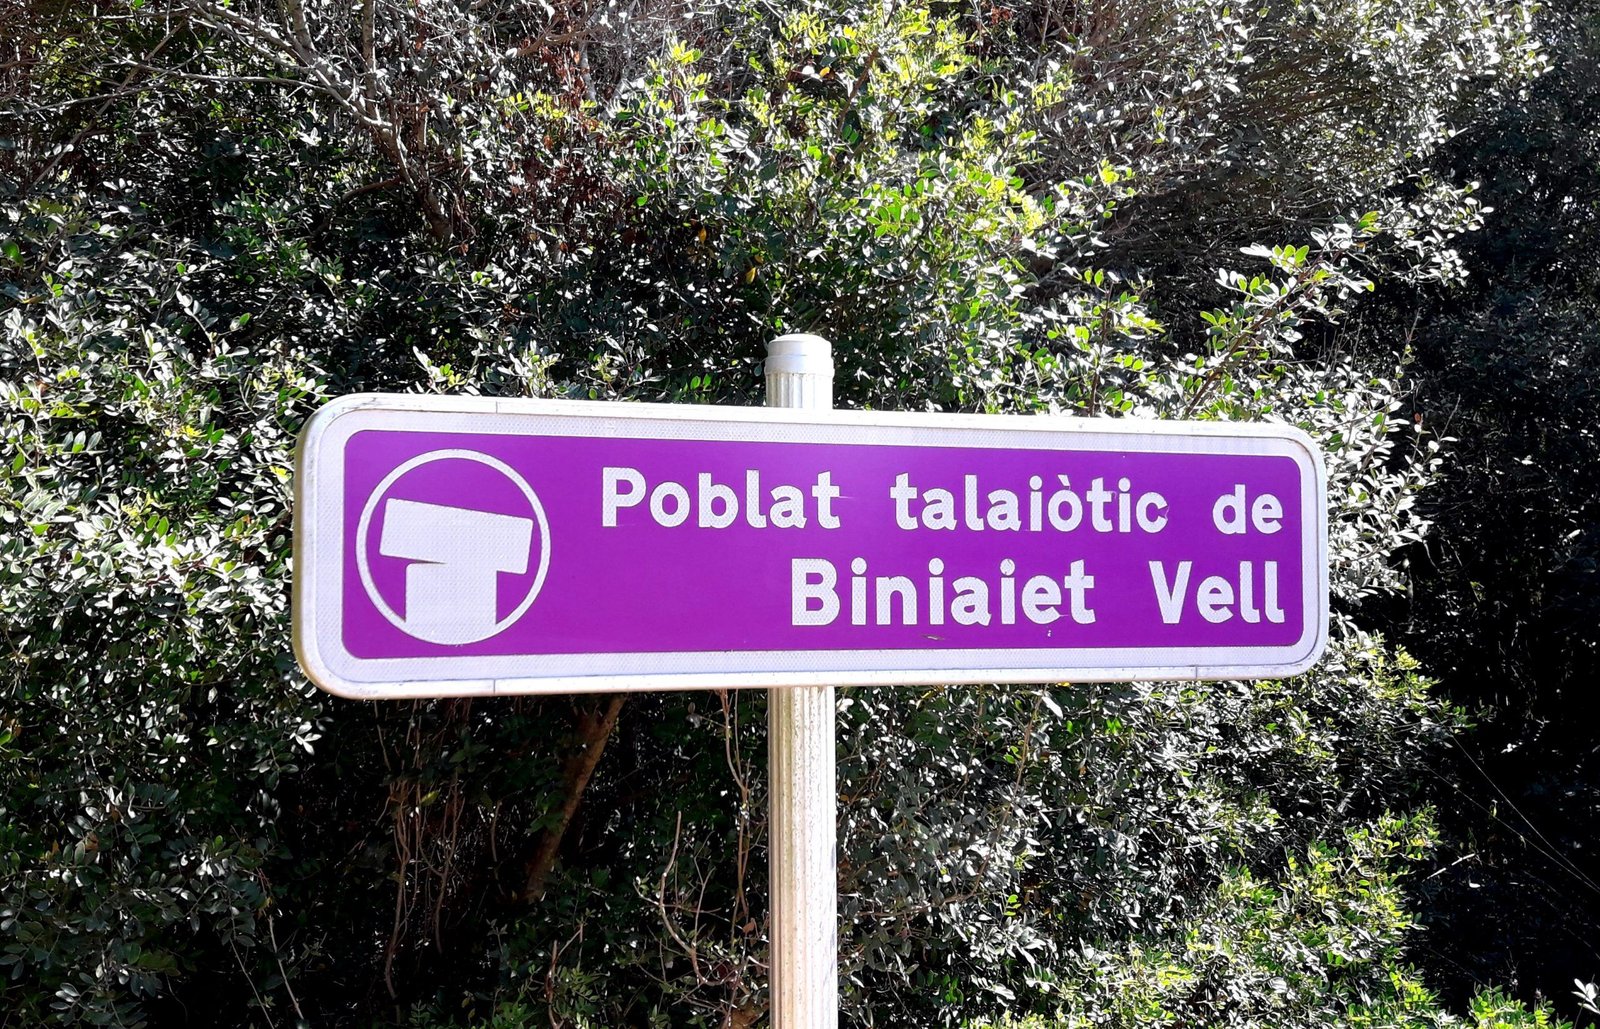 Poblat talaiòtic de
Biniaiet Vell